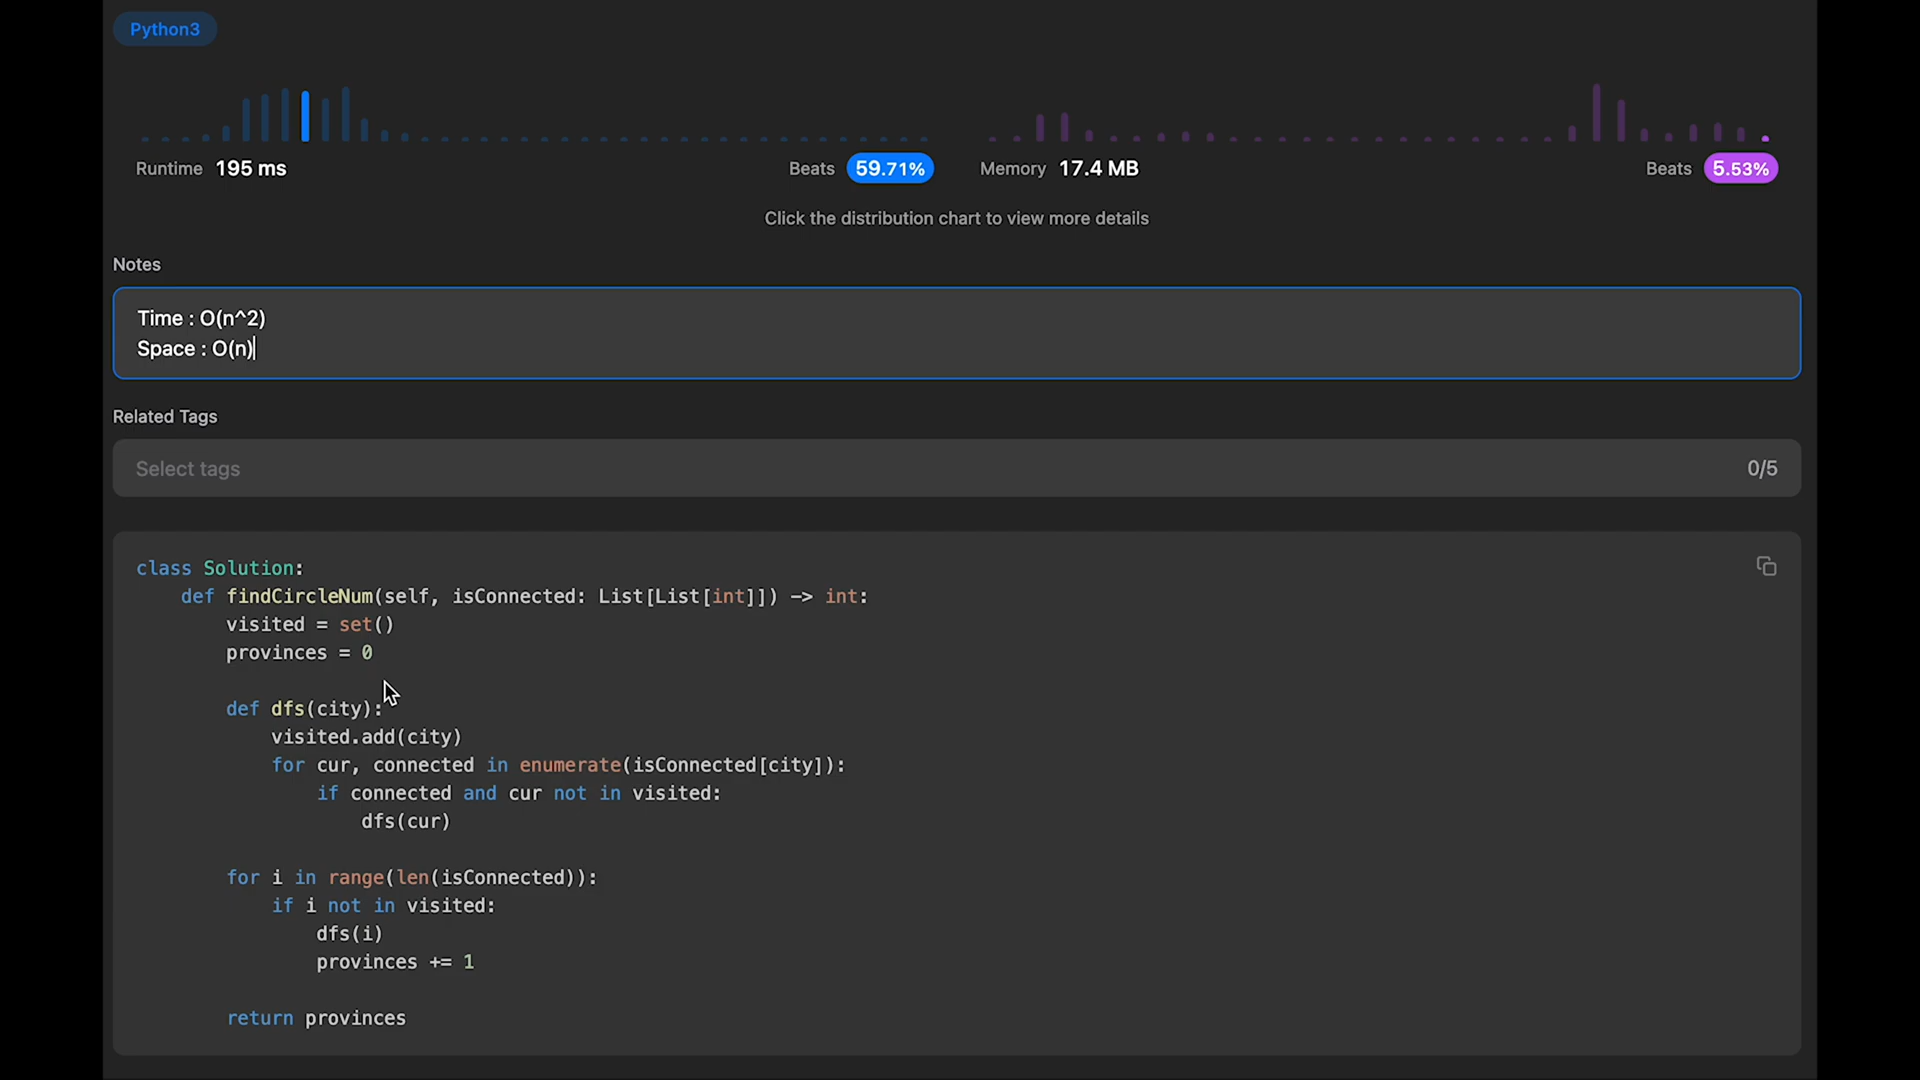 Python3
Runtime 195 ms Beats 59.71% Memory 17.4 MB Beats 5.53%
Click the distribution chart to view more details
Notes
Time : O(n^2)
Space : O(n)
Related Tags
Select tags 0/5
class Solution:
    def findCircleNum(self, isConnected: List[List[int]]) -> int:
        visited = set()
        provinces = 0
        def dfs(city):
            visited.add(city)
            for cur, connected in enumerate(isConnected[city]):
                if connected and cur not in visited:
                    dfs(cur)
        for i in range(len(isConnected)):
            if i not in visited:
                dfs(i)
                provinces += 1
        return provinces